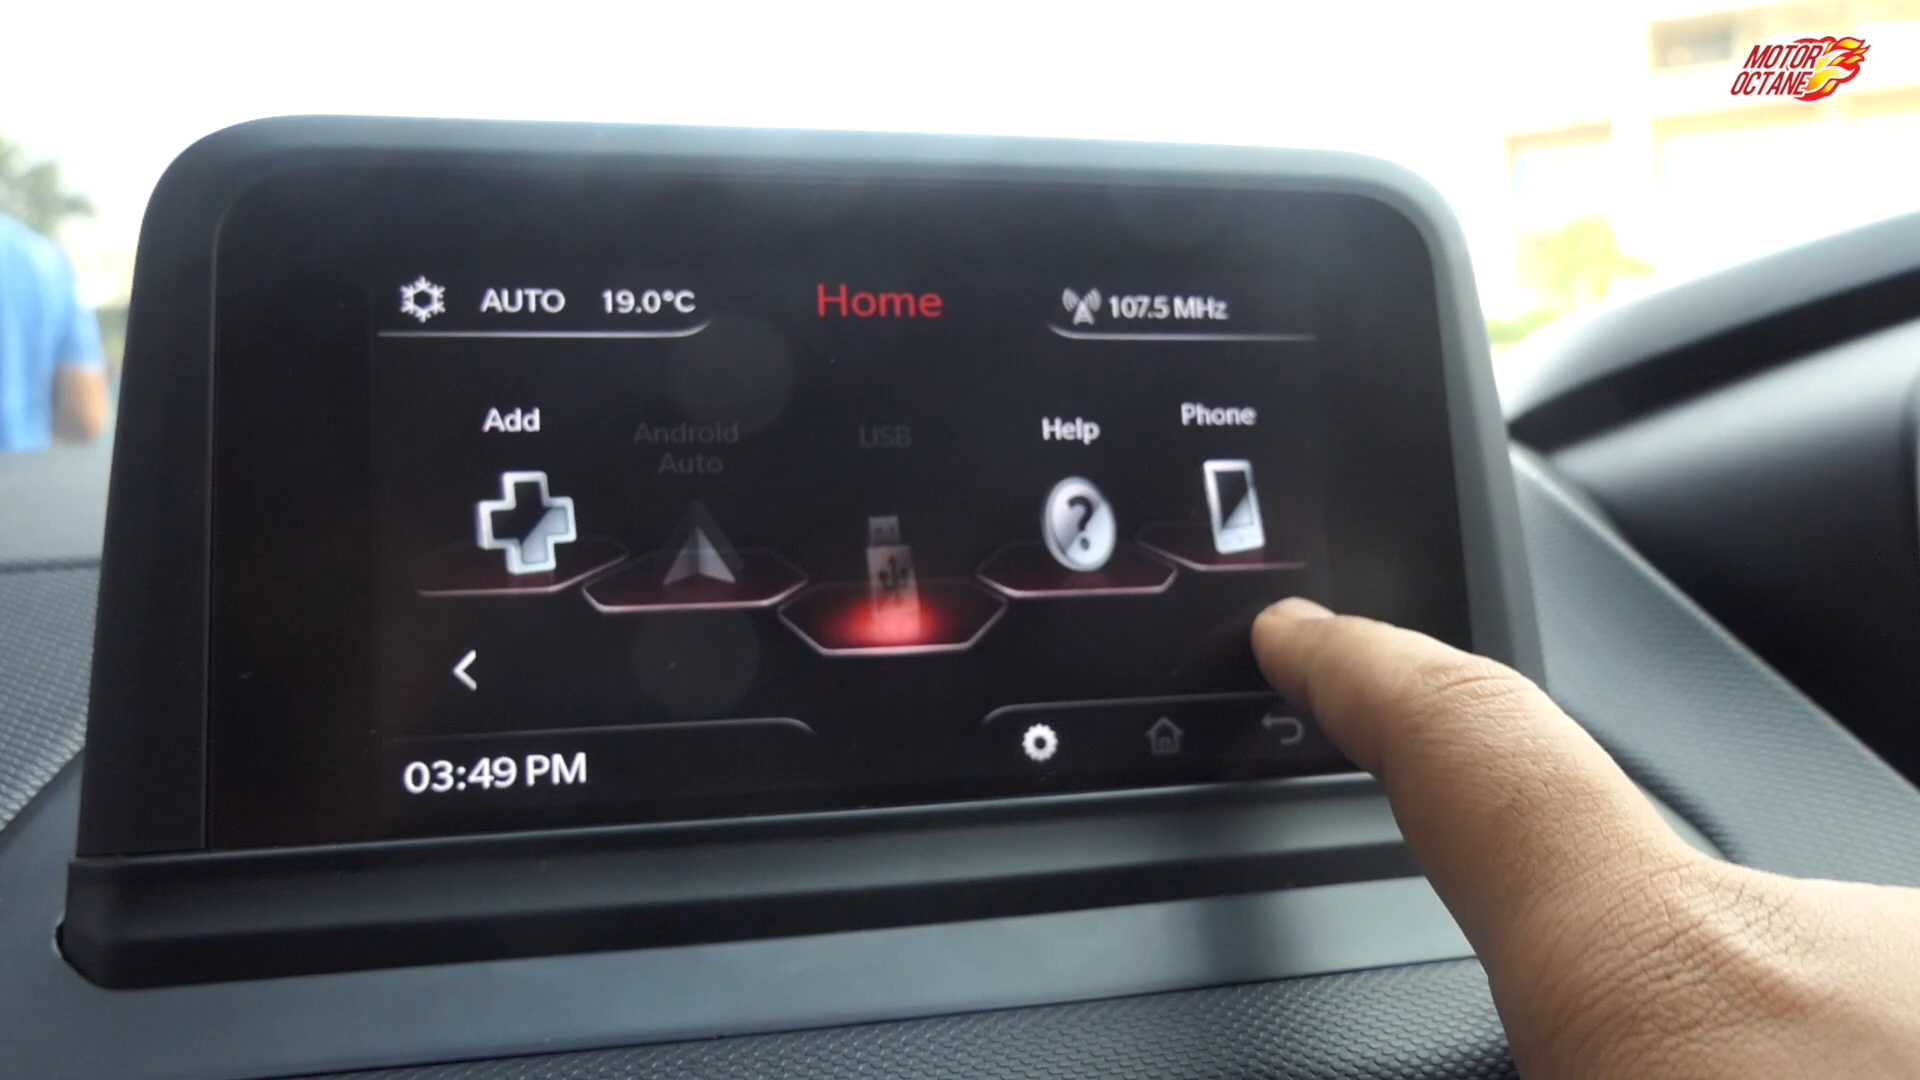 MOTOR
OCTANE
AUTO 19.0°C
Home
107.5 MHz
Add
Android
Auto
USB
Help
Phone
03:49 PM